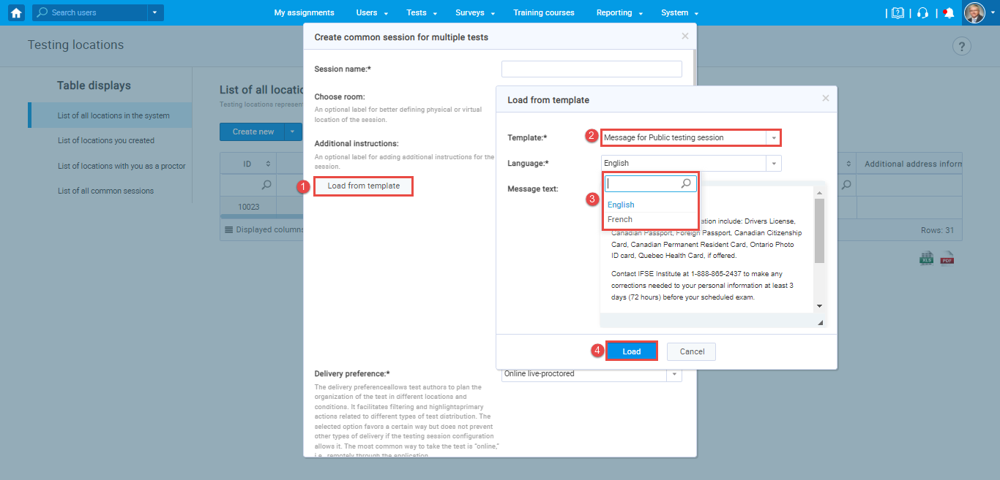 Search users
My assignments
Users
Tests
Surveys
Training courses
Reporting
System
Testing locations
?
Table displays
List of all locations in the system
List of locations you created
List of locations with you as a proctor
List of all common sessions
List of all locatio
Testing locations represen
Create new
ID
10023
Displayed columns
Additional address inform
Rows: 31
XLS
PDF
Create common session for multiple tests
Session name:*
Choose room:
An optional label for better defining physical or virtual
location of the session.
Additional instructions:
An optional label for adding additional instructions for the
session.
1
Load from template
Delivery preference:*
Online live-proctored
The delivery preferenceallows test authors to plan the
organization of the test in different locations and
conditions. It facilitates filtering and highlightsprimary
actions related to different types of test distribution. The
selected option favors a certain way but does not prevent
other types of delivery if the testing session configuration
allows it. The most common way to take the test is "online,"
i.e., remotely through the application.
Load from template
Template:*
2
Message for Public testing session
Language:*
English
Message text:
3
English
French
ation include: Drivers License,
Canadian Passport, Foreign Passport, Canadian Citizenship
Card, Canadian Permanent Resident Card, Ontario Photo
ID card, Quebec Health Card, if offered.
Contact IFSE Institute at 1-888-865-2437 to make any
corrections needed to your personal information at least 3
days (72 hours) before your scheduled exam.
4
Load
Cancel